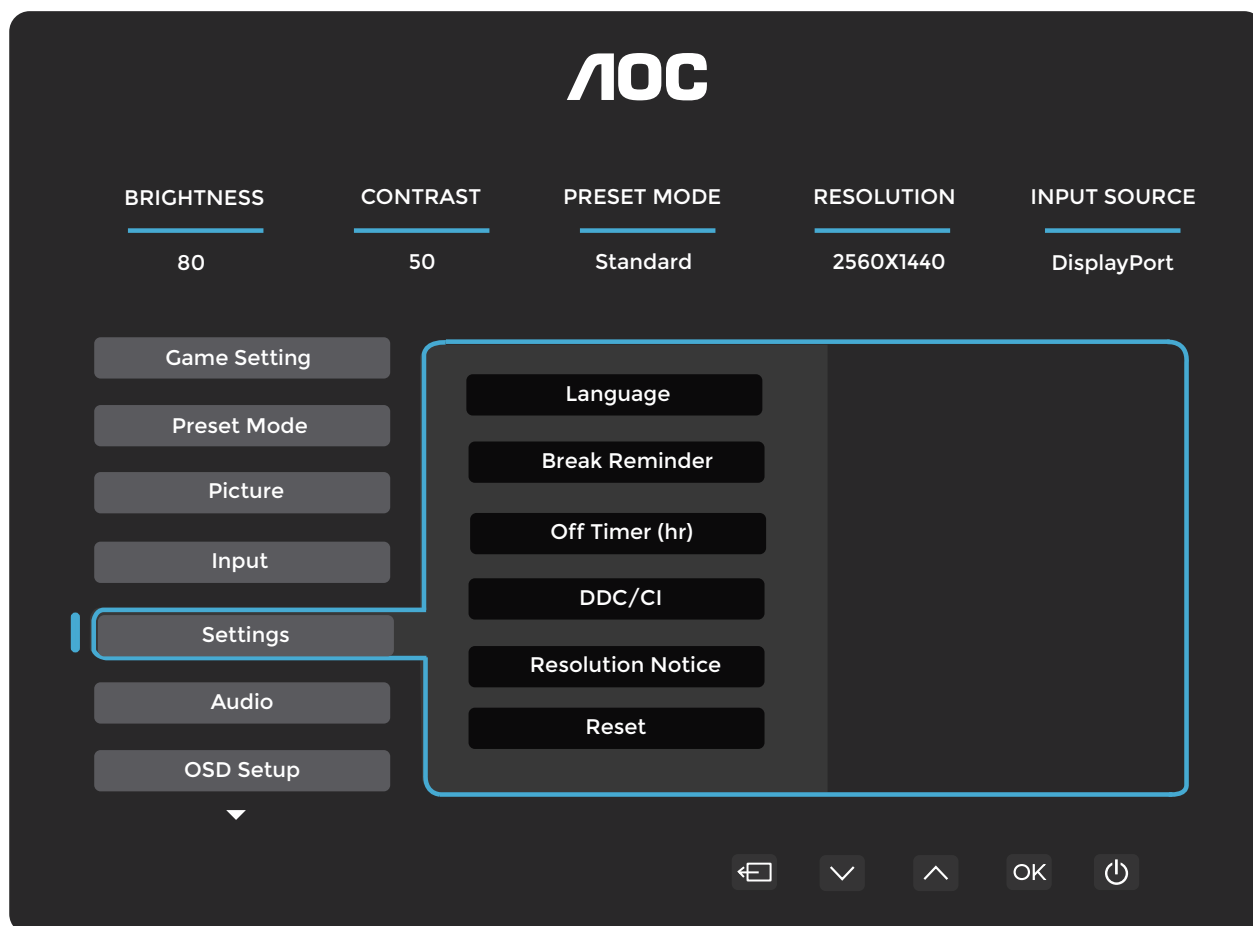 AOC
BRIGHTNESS CONTRAST PRESET MODE RESOLUTION INPUT SOURCE
80 50 Standard 2560X1440 DisplayPort
Game Setting
Preset Mode
Picture
Input
Settings
Audio
OSD Setup
Language
Break Reminder
Off Timer (hr)
DDC/CI
Resolution Notice
Reset
OK